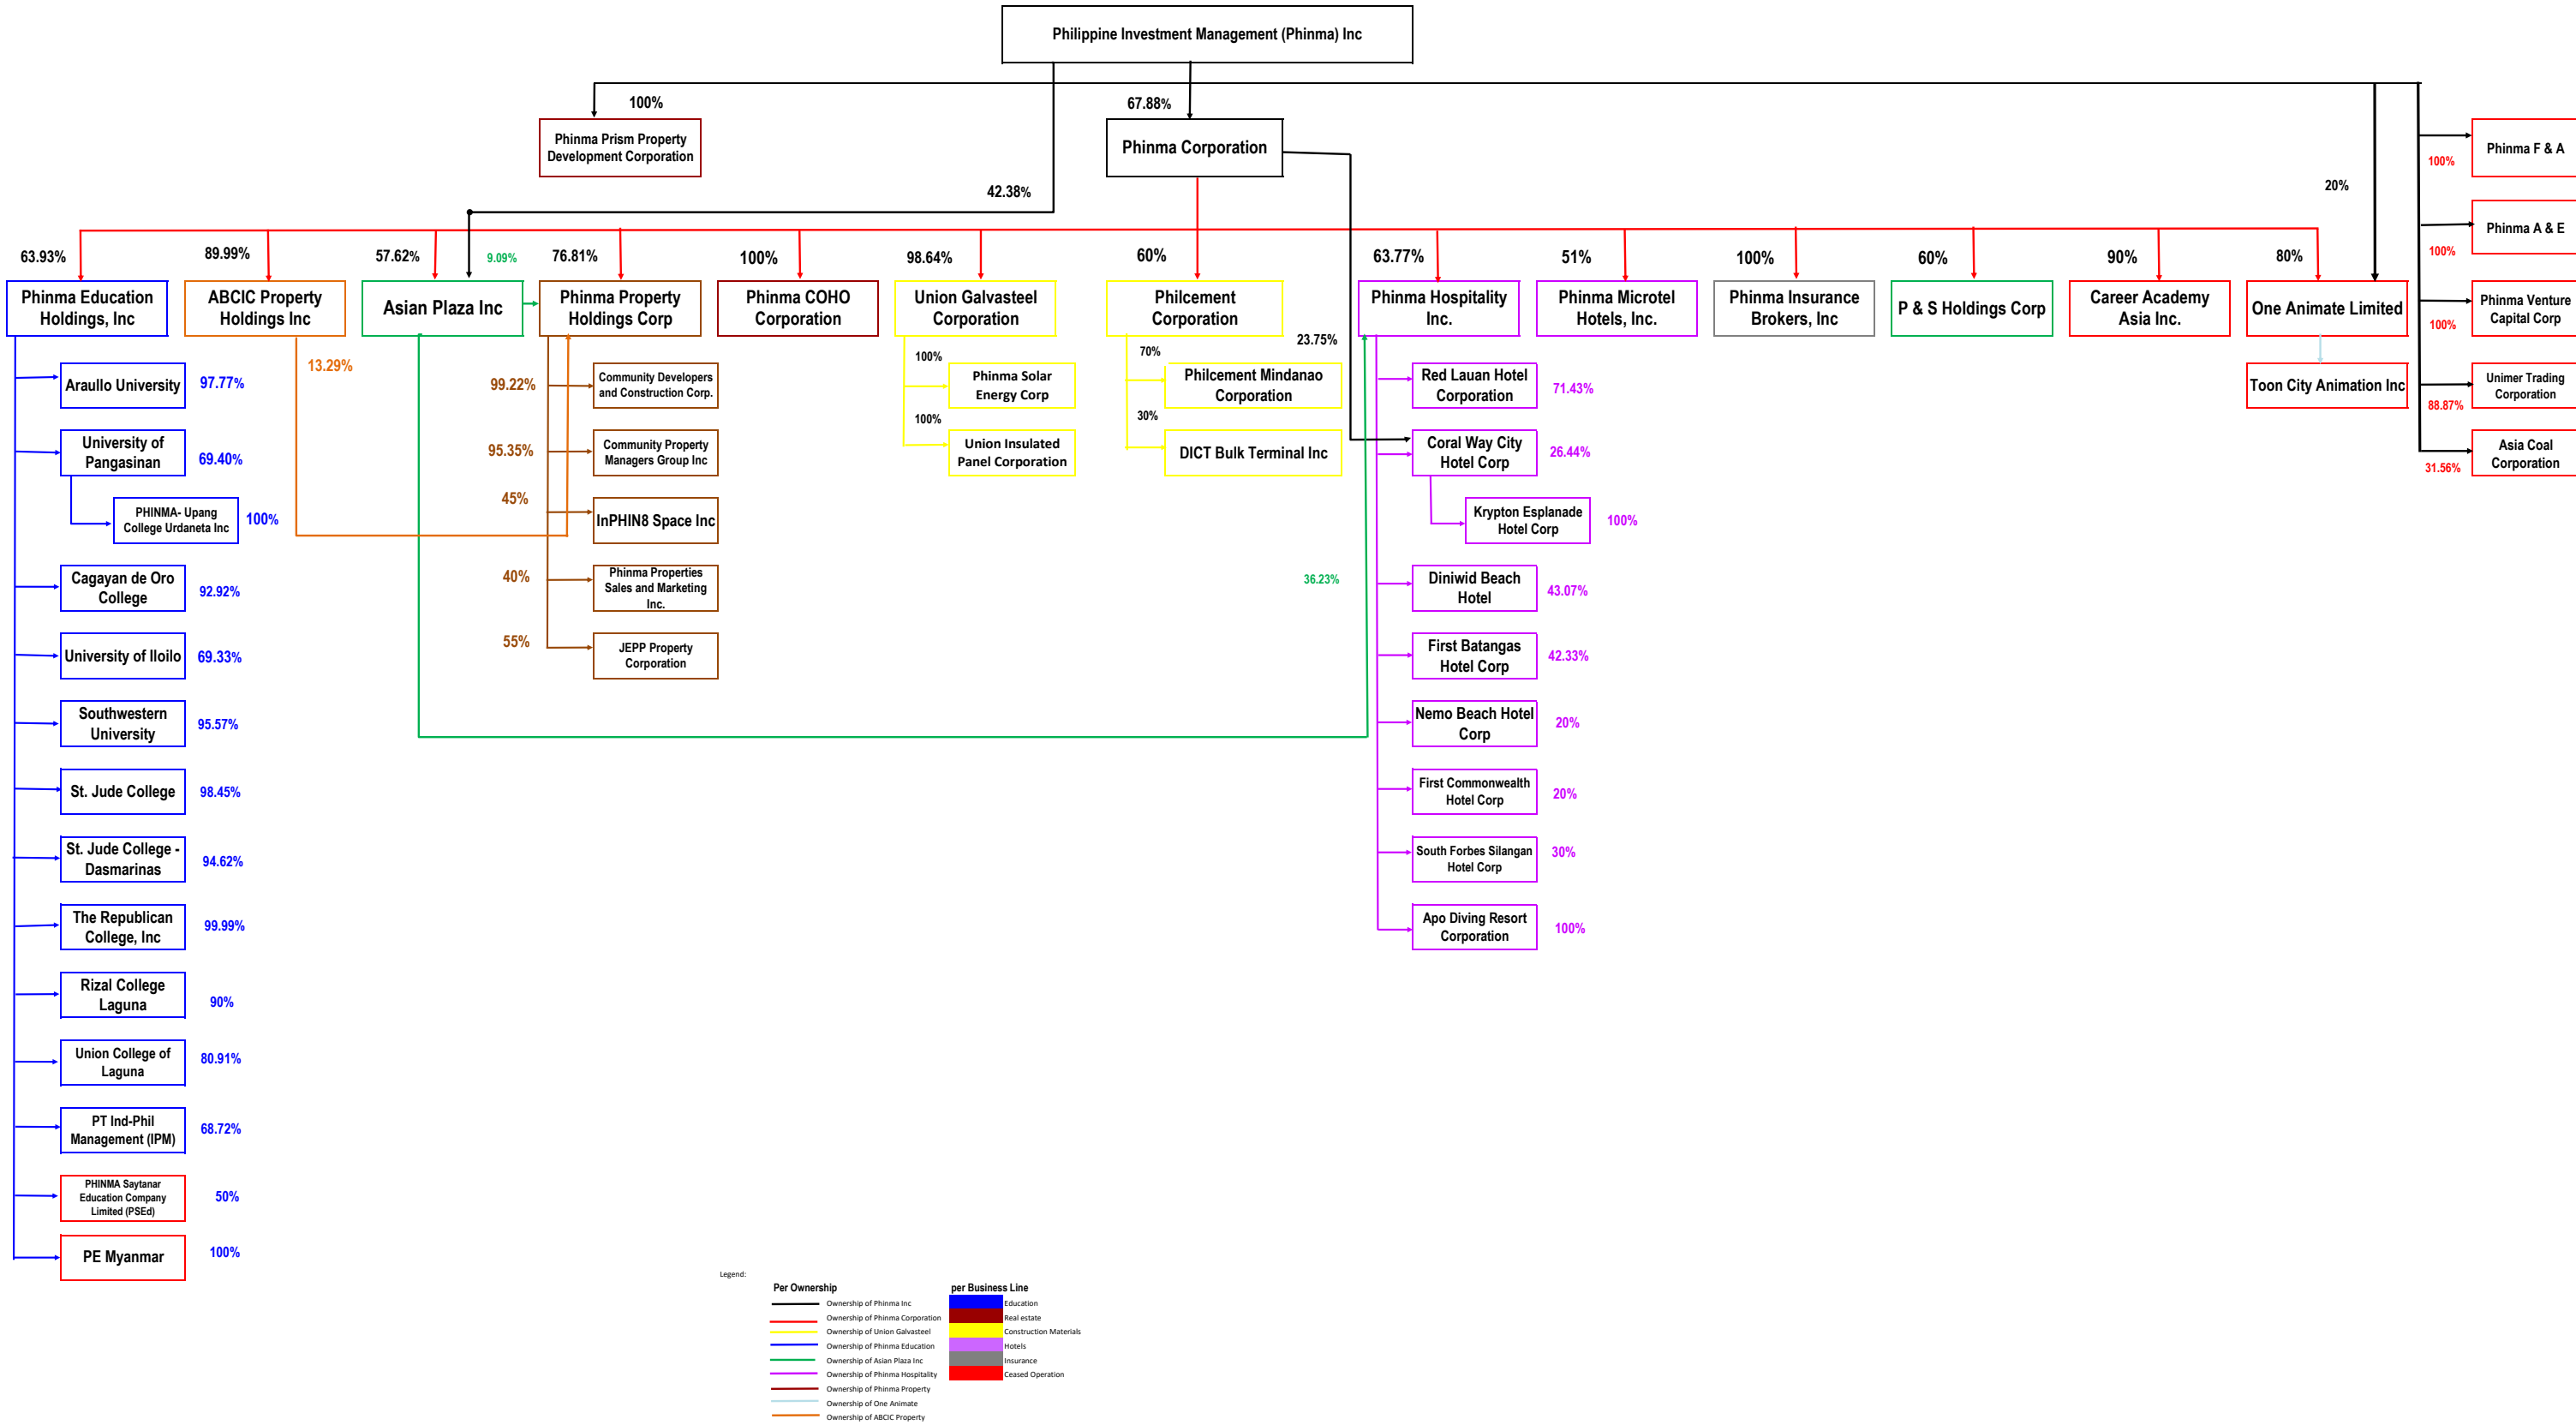 Philippine Investment Management (Phinma) Inc
100%
67.88%
Phinma Prism Property
Development Corporation
Phinma Corporation
42.38%
20%
Phinma F & A
100%
Phinma A & E
100%
Phinma Venture
Capital Corp
100%
Unimer Trading
Corporation
88.87%
Asia Coal
Corporation
31.56%
63.93%
89.99%
57.62%
9.09%
76.81%
100%
98.64%
60%
63.77%
51%
100%
60%
90%
80%
Phinma Education
Holdings, Inc
ABCIC Property
Holdings Inc
Asian Plaza Inc
Phinma Property
Holdings Corp
Phinma COHO
Corporation
Union Galvasteel
Corporation
Philcement
Corporation
Phinma Hospitality
Inc.
Phinma Microtel
Hotels, Inc.
Phinma Insurance
Brokers, Inc
P & S Holdings Corp
Career Academy
Asia Inc.
One Animate Limited
23.75%
13.29%
Toon City Animation Inc
Araullo University
97.77%
University of
Pangasinan
69.40%
PHINMA- Upang
College Urdaneta Inc
100%
Cagayan de Oro
College
92.92%
University of Iloilo
69.33%
Southwestern
University
95.57%
St. Jude College
98.45%
St. Jude College -
Dasmarinas
94.62%
The Republican
College, Inc
99.99%
Rizal College
Laguna
90%
Union College of
Laguna
80.91%
PT Ind-Phil
Management (IPM)
68.72%
PHINMA Saytanar
Education Company
Limited (PSEd)
50%
PE Myanmar
100%
99.22%
Community Developers
and Construction Corp.
95.35%
Community Property
Managers Group Inc
45%
InPHIN8 Space Inc
40%
Phinma Properties
Sales and Marketing
Inc.
55%
JEPP Property
Corporation
100%
Phinma Solar
Energy Corp
100%
Union Insulated
Panel Corporation
70%
Philcement Mindanao
Corporation
30%
DICT Bulk Terminal Inc
36.23%
Red Lauan Hotel
Corporation
71.43%
Coral Way City
Hotel Corp
26.44%
Krypton Esplanade
Hotel Corp
100%
Diniwid Beach
Hotel
43.07%
First Batangas
Hotel Corp
42.33%
Nemo Beach Hotel
Corp
20%
First Commonwealth
Hotel Corp
20%
South Forbes Silangan
Hotel Corp
30%
Apo Diving Resort
Corporation
100%
Legend:
Per Ownership
Ownership of Phinma Inc
Ownership of Phinma Corporation
Ownership of Union Galvasteel
Ownership of Phinma Education
Ownership of Asian Plaza Inc
Ownership of Phinma Hospitality
Ownership of Phinma Property
Ownership of One Animate
Ownership of ABCIC Property
per Business Line
Education
Real estate
Construction Materials
Hotels
Insurance
Ceased Operation